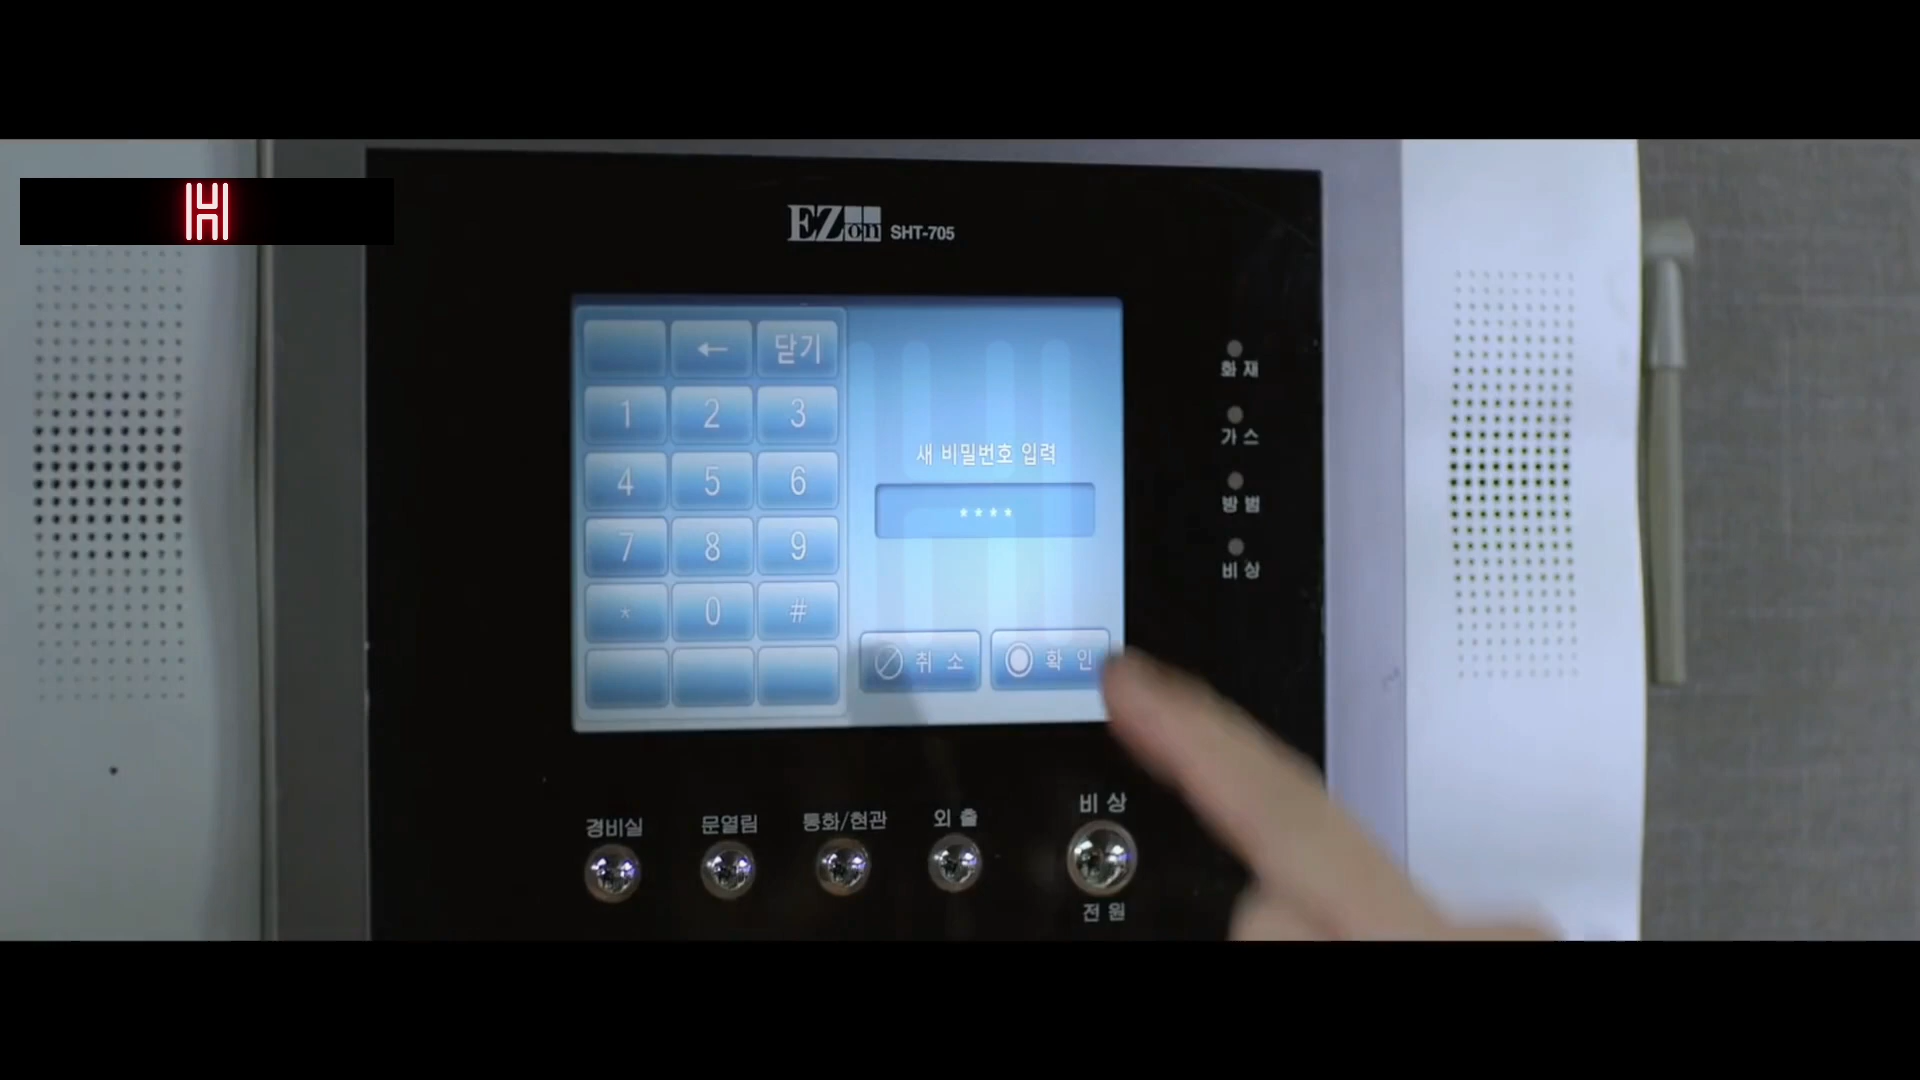 H
EZon SHT-705
← 닫기
1 2 3
4 5 6
7 8 9
* 0 #
새 비밀번호 입력
****
취소 확인
화재
가스
방범
비상
경비실 문열림 통화/현관 외출 비상
전원